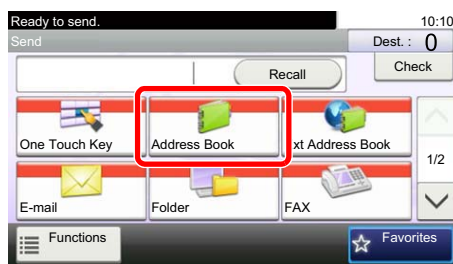 Ready to send. 10:10
Send Dest. : 0
Recall Check
One Touch Key Address Book xt Address Book
1/2
E-mail Folder FAX
Functions Favorites